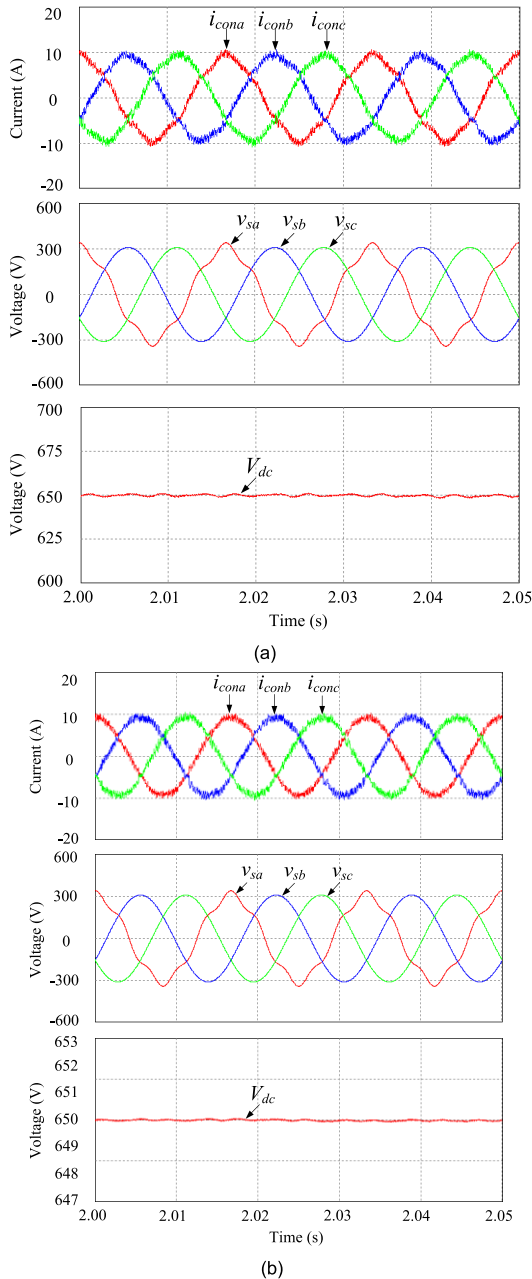 20
10
0
-10
20
Current (A)
i_cona i_conb i_conc
600
300
0
-300
-600
Voltage (V)
v_sa v_sb v_sc
700
675
650
625
600
Voltage (V)
V_dc
2.00 2.01 2.02 2.03 2.04 2.05
Time (s)
(a)
20
10
0
-10
-20
Current (A)
i_cona i_conb i_conc
600
300
0
-300
-600
Voltage (V)
v_sa v_sb v_sc
653
652
651
650
649
648
647
Voltage (V)
V_dc
2.00 2.01 2.02 2.03 2.04 2.05
Time (s)
(b)